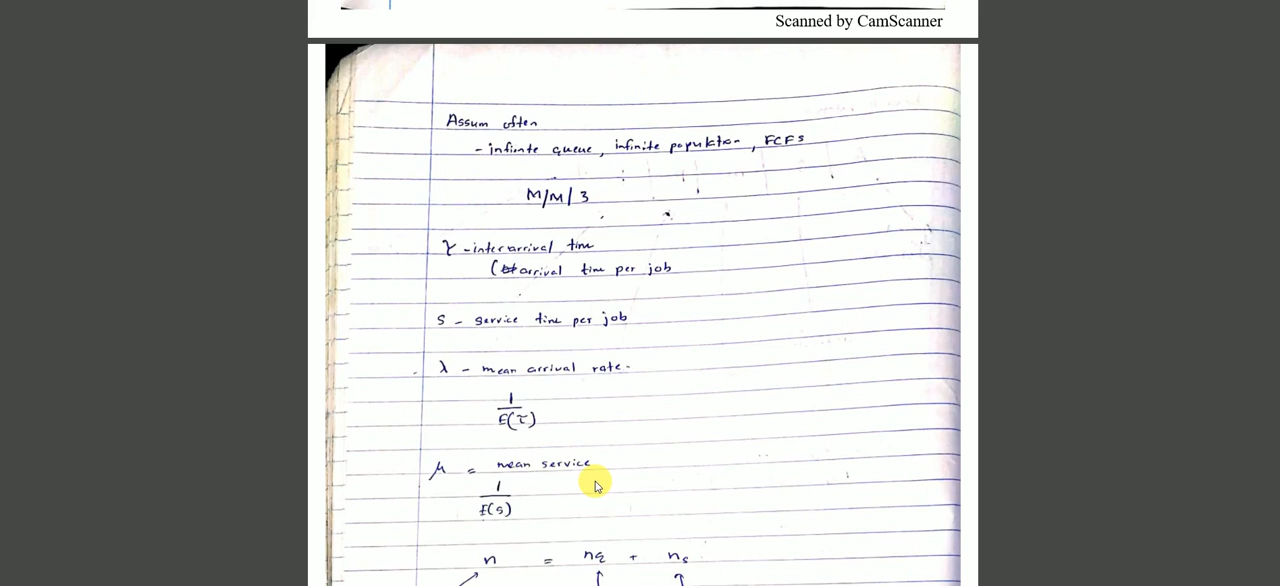 Scanned by CamScanner
Assum often
- infinte queue, infinite population, FCFS
M/M/3
τ - interarrival time
(arrival time per job
s - service time per job
λ - mean arrival rate.
1
E(τ)
μ = mean service
1
E(s)
n = nq + ns